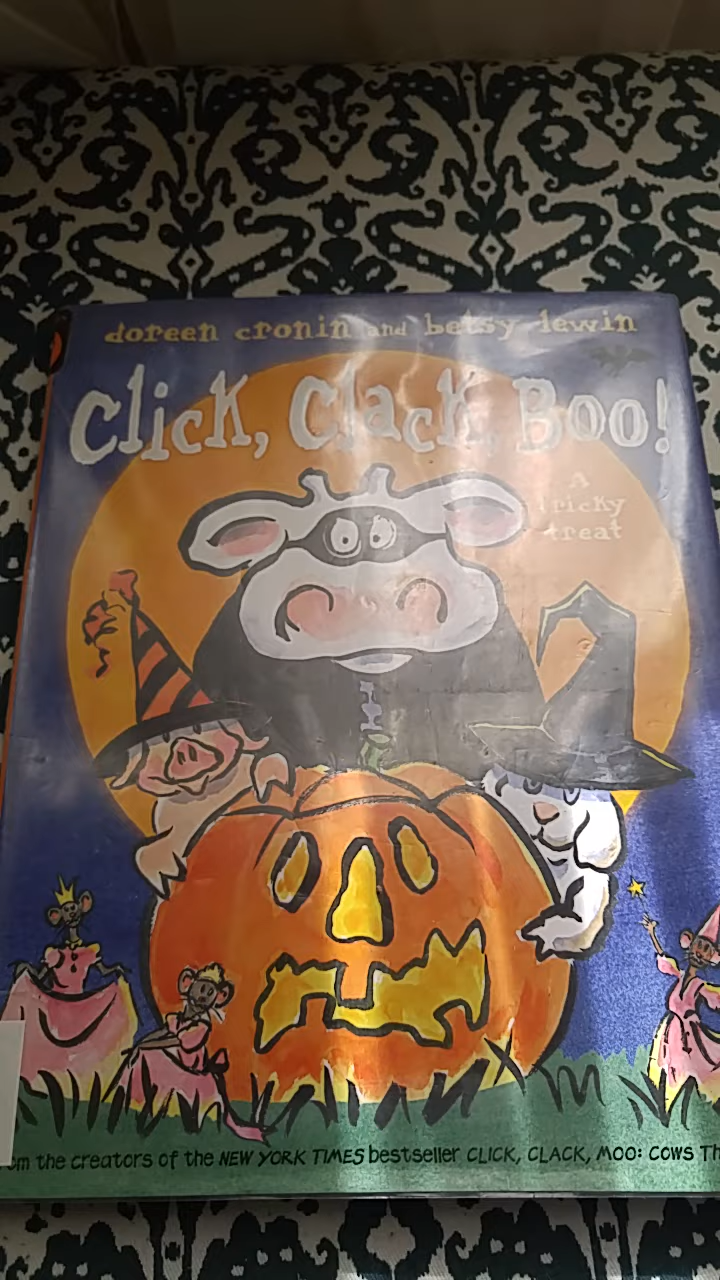 doreen cronin and betsy lewin
Click, Clack, Boo!
A
tricky
treat
om the creators of the NEW YORK TIMES bestseller CLICK, CLACK, MOO: COWS Th